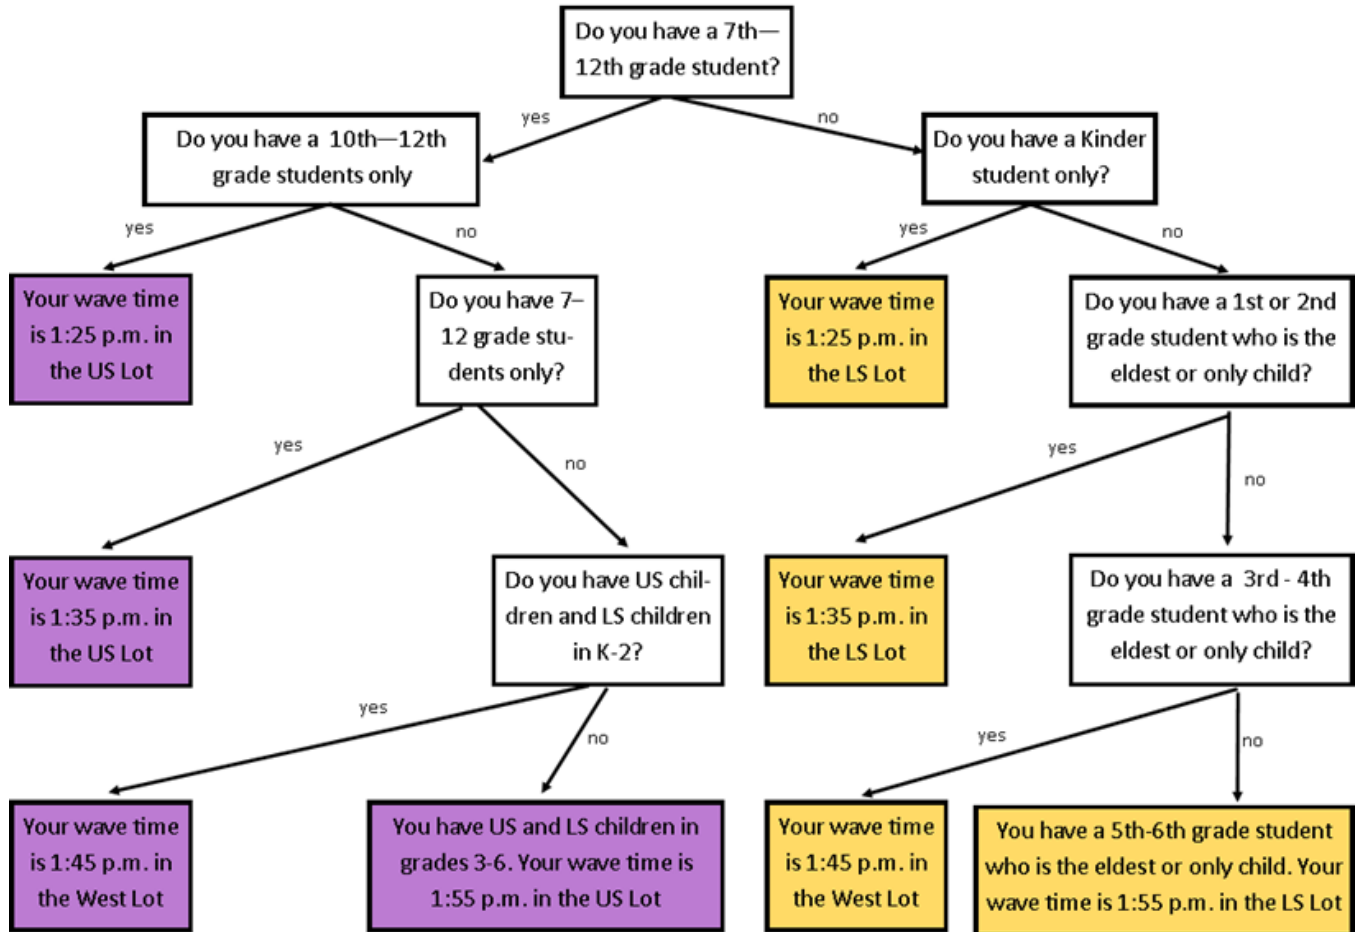 Do you have a 7th—
12th grade student?
yes
no
Do you have a 10th—12th
grade students only
Do you have a Kinder
student only?
yes
no
yes
no
Your wave time
is 1:25 p.m. in
the US Lot
Do you have 7–
12 grade stu-
dents only?
Your wave time
is 1:25 p.m. in
the LS Lot
Do you have a 1st or 2nd
grade student who is the
eldest or only child?
yes
no
yes
no
Your wave time
is 1:35 p.m. in
the US Lot
Do you have US chil-
dren and LS children
in K-2?
Your wave time
is 1:35 p.m. in
the LS Lot
Do you have a 3rd - 4th
grade student who is the
eldest or only child?
yes
no
yes
no
Your wave time
is 1:45 p.m. in
the West Lot
You have US and LS children in
grades 3-6. Your wave time is
1:55 p.m. in the US Lot
Your wave time
is 1:45 p.m. in
the West Lot
You have a 5th-6th grade student
who is the eldest or only child. Your
wave time is 1:55 p.m. in the LS Lot